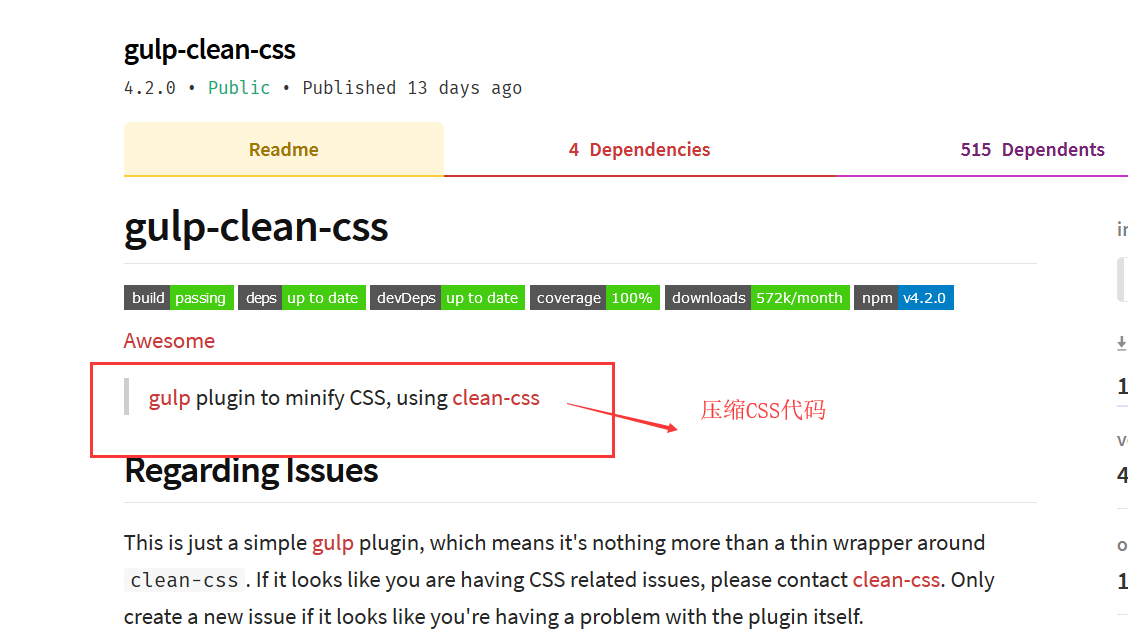 gulp-clean-css
4.2.0 • Public • Published 13 days ago
Readme
4 Dependencies
515 Dependents
gulp-clean-css
build passing deps up to date devDeps up to date coverage 100% downloads 572k/month npm v4.2.0
Awesome
gulp plugin to minify CSS, using clean-css
压缩CSS代码
Regarding Issues
This is just a simple gulp plugin, which means it's nothing more than a thin wrapper around
clean-css. If it looks like you are having CSS related issues, please contact clean-css. Only
create a new issue if it looks like you're having a problem with the plugin itself.